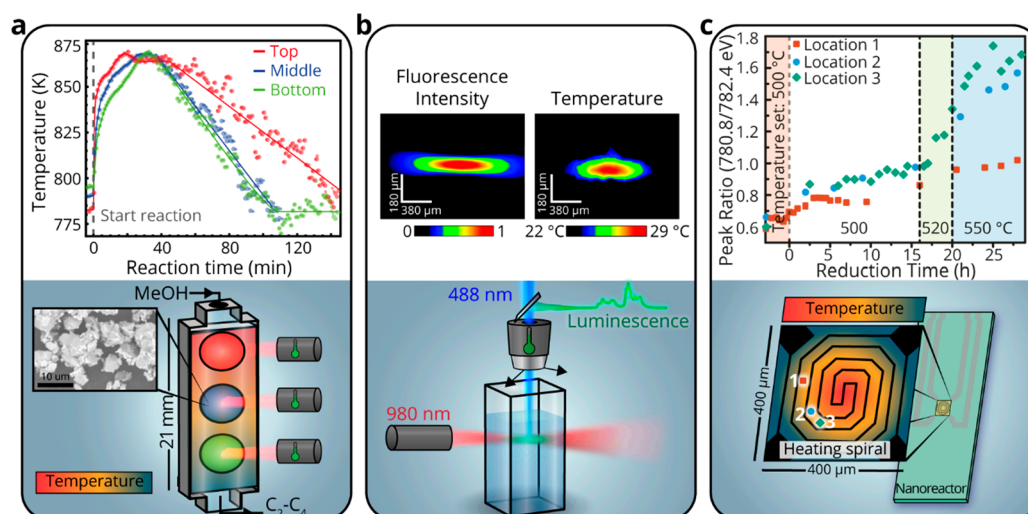 a
875
850
825
800
775
Temperature (K)
Top
Middle
Bottom
Start reaction
0
40
80
120
Reaction time (min)
MeOH
10 um
21 mm
Temperature
C₂-C₄
b
Fluorescence
Intensity
Temperature
180 µm
380 µm
180 µm
380 µm
0
1
22 °C
29 °C
488 nm
Luminescence
980 nm
c
1.8
1.6
1.4
1.2
1.0
0.8
0.6
Peak Ratio (780.8/782.4 eV)
Location 1
Location 2
Location 3
Temperature set: 500 °C
500
520
550 °C
0
5
10
15
20
25
Reduction Time (h)
Temperature
400 µm
1
2
3
Heating spiral
400 µm
Nanoreactor